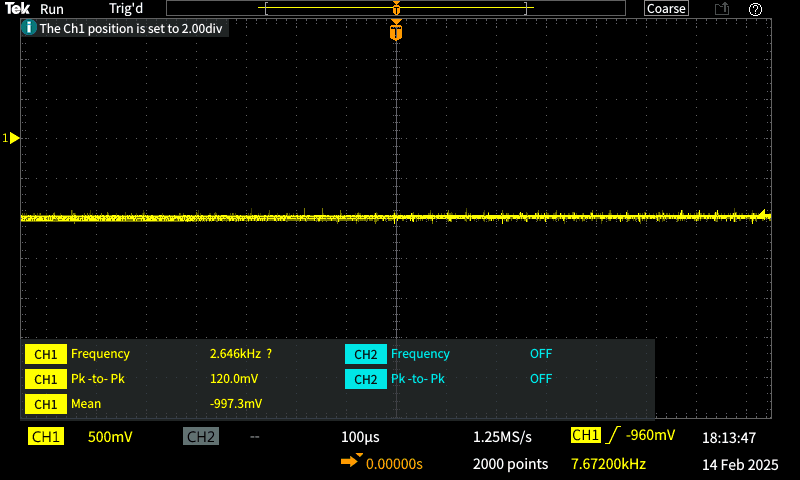 Tek Run Trig'd T Coarse ?
i The Ch1 position is set to 2.00div
T
1
CH1 Frequency 2.646kHz ? CH2 Frequency OFF
CH1 Pk -to- Pk 120.0mV CH2 Pk -to- Pk OFF
CH1 Mean -997.3mV
CH1 500mV CH2 -- 100µs 1.25MS/s CH1 -960mV 18:13:47
0.00000s 2000 points 7.67200kHz 14 Feb 2025